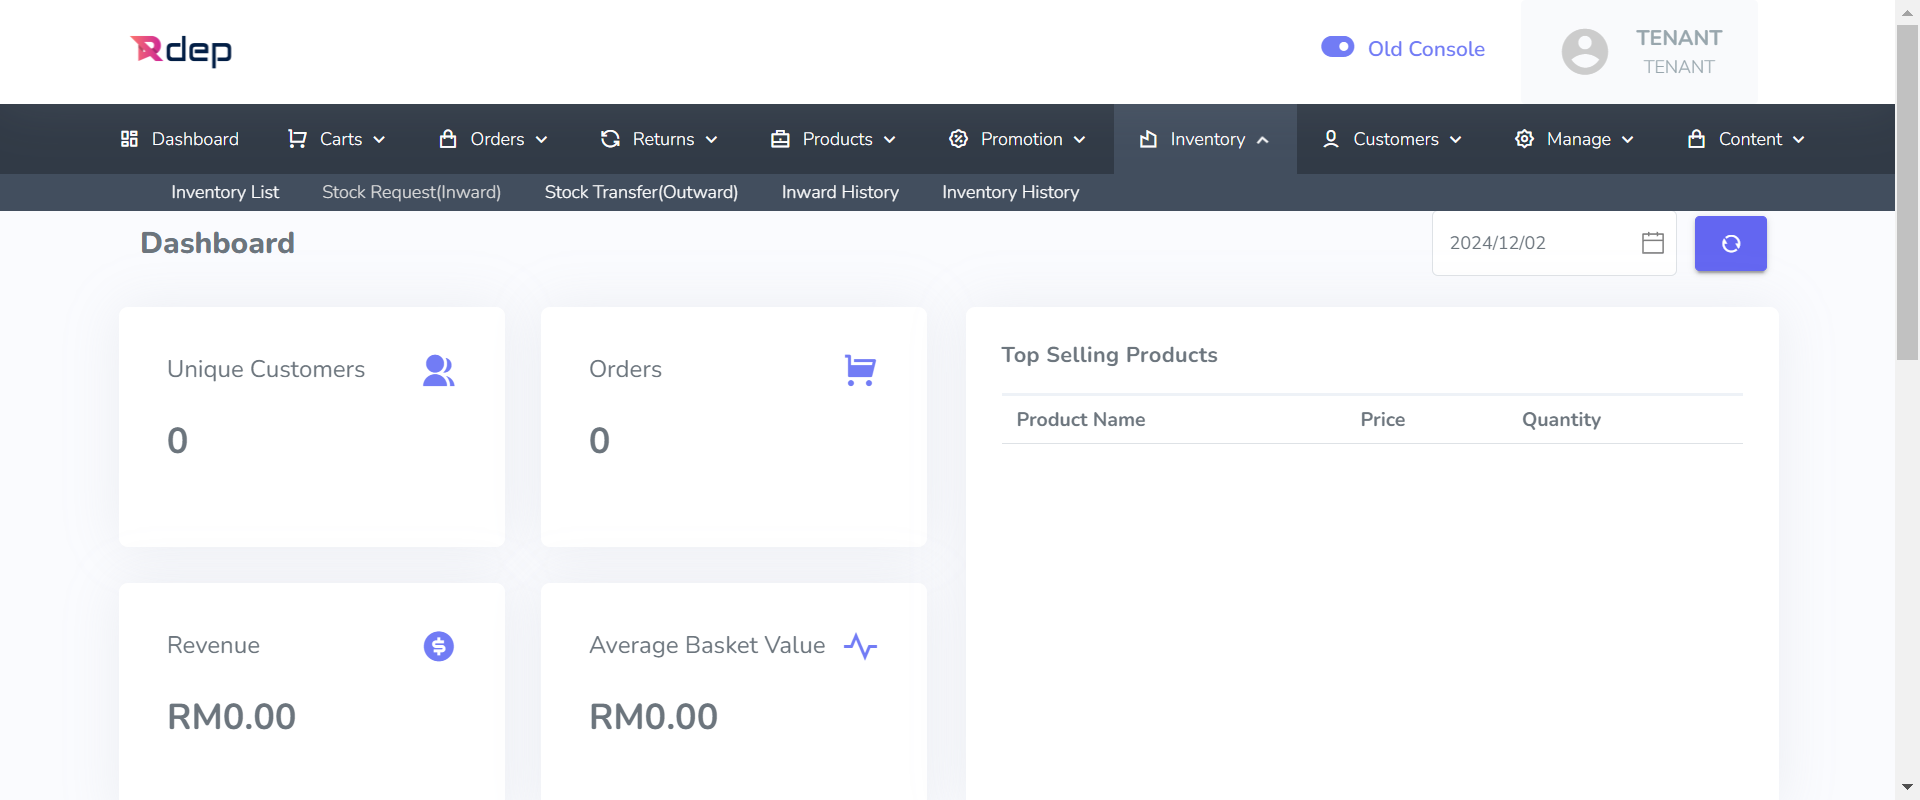 Rdep
Old Console
TENANT
TENANT
Dashboard Carts Orders Returns Products Promotion Inventory Customers Manage Content
Inventory List Stock Request(Inward) Stock Transfer(Outward) Inward History Inventory History
Dashboard
2024/12/02
Unique Customers
0
Orders
0
Top Selling Products
Product Name Price Quantity
Revenue
RM0.00
Average Basket Value
RM0.00